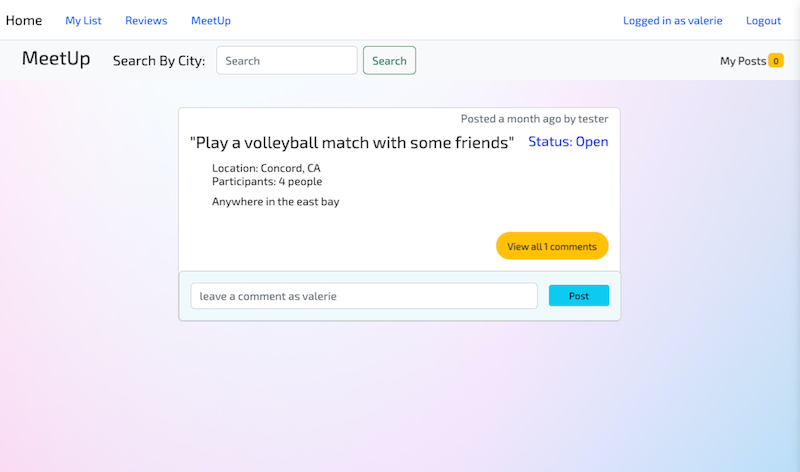 Home My List Reviews MeetUp Logged in as valerie Logout
MeetUp Search By City: Search Search My Posts 0
Posted a month ago by tester
"Play a volleyball match with some friends" Status: Open
Location: Concord, CA
Participants: 4 people
Anywhere in the east bay
View all 1 comments
leave a comment as valerie Post